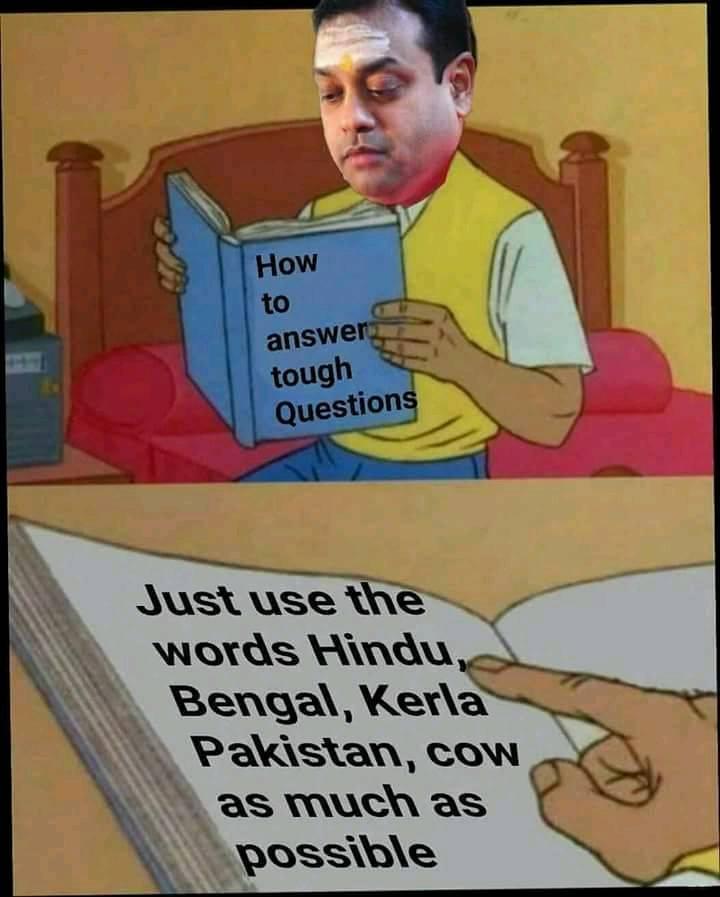 How
to
answer
tough
Questions
Just use the
words Hindu,
Bengal, Kerla
Pakistan, cow
as much as
possible